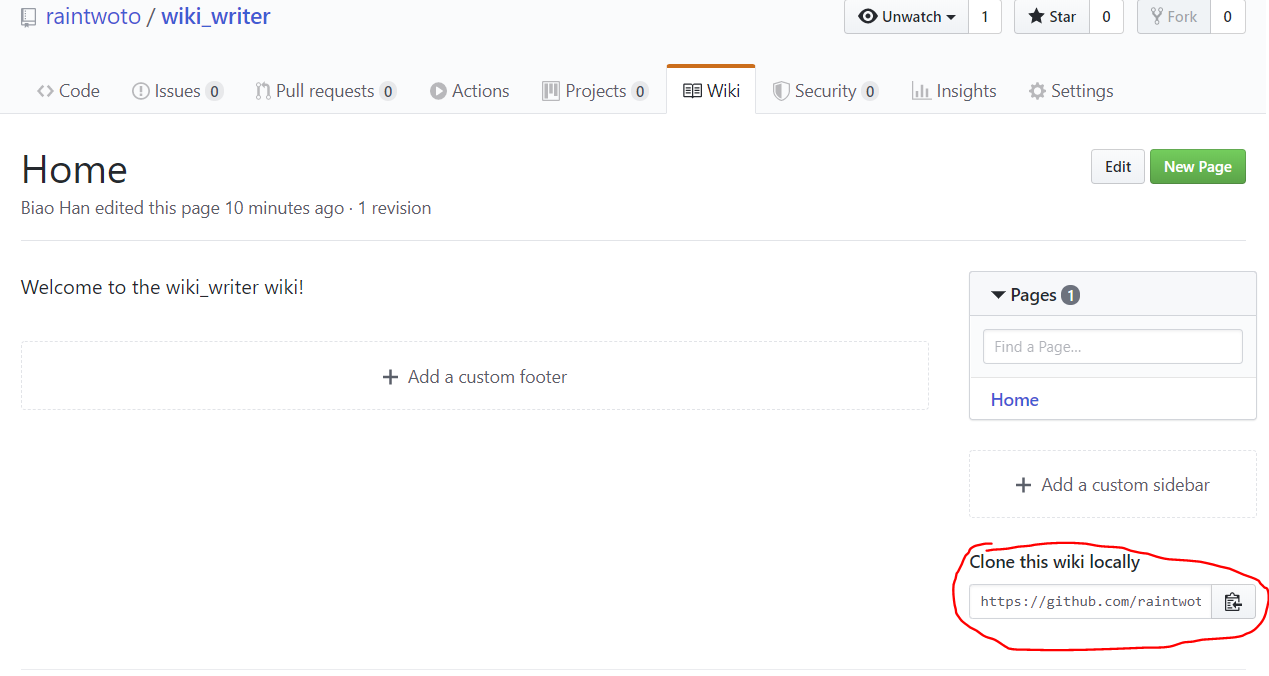 raintwoto / wiki_writer
Unwatch 1 Star 0 Fork 0
Code Issues 0 Pull requests 0 Actions Projects 0 Wiki Security 0 Insights Settings
Home
Edit New Page
Biao Han edited this page 10 minutes ago · 1 revision
Welcome to the wiki_writer wiki!
+ Add a custom footer
Pages 1
Find a Page...
Home
+ Add a custom sidebar
Clone this wiki locally
https://github.com/raintwot